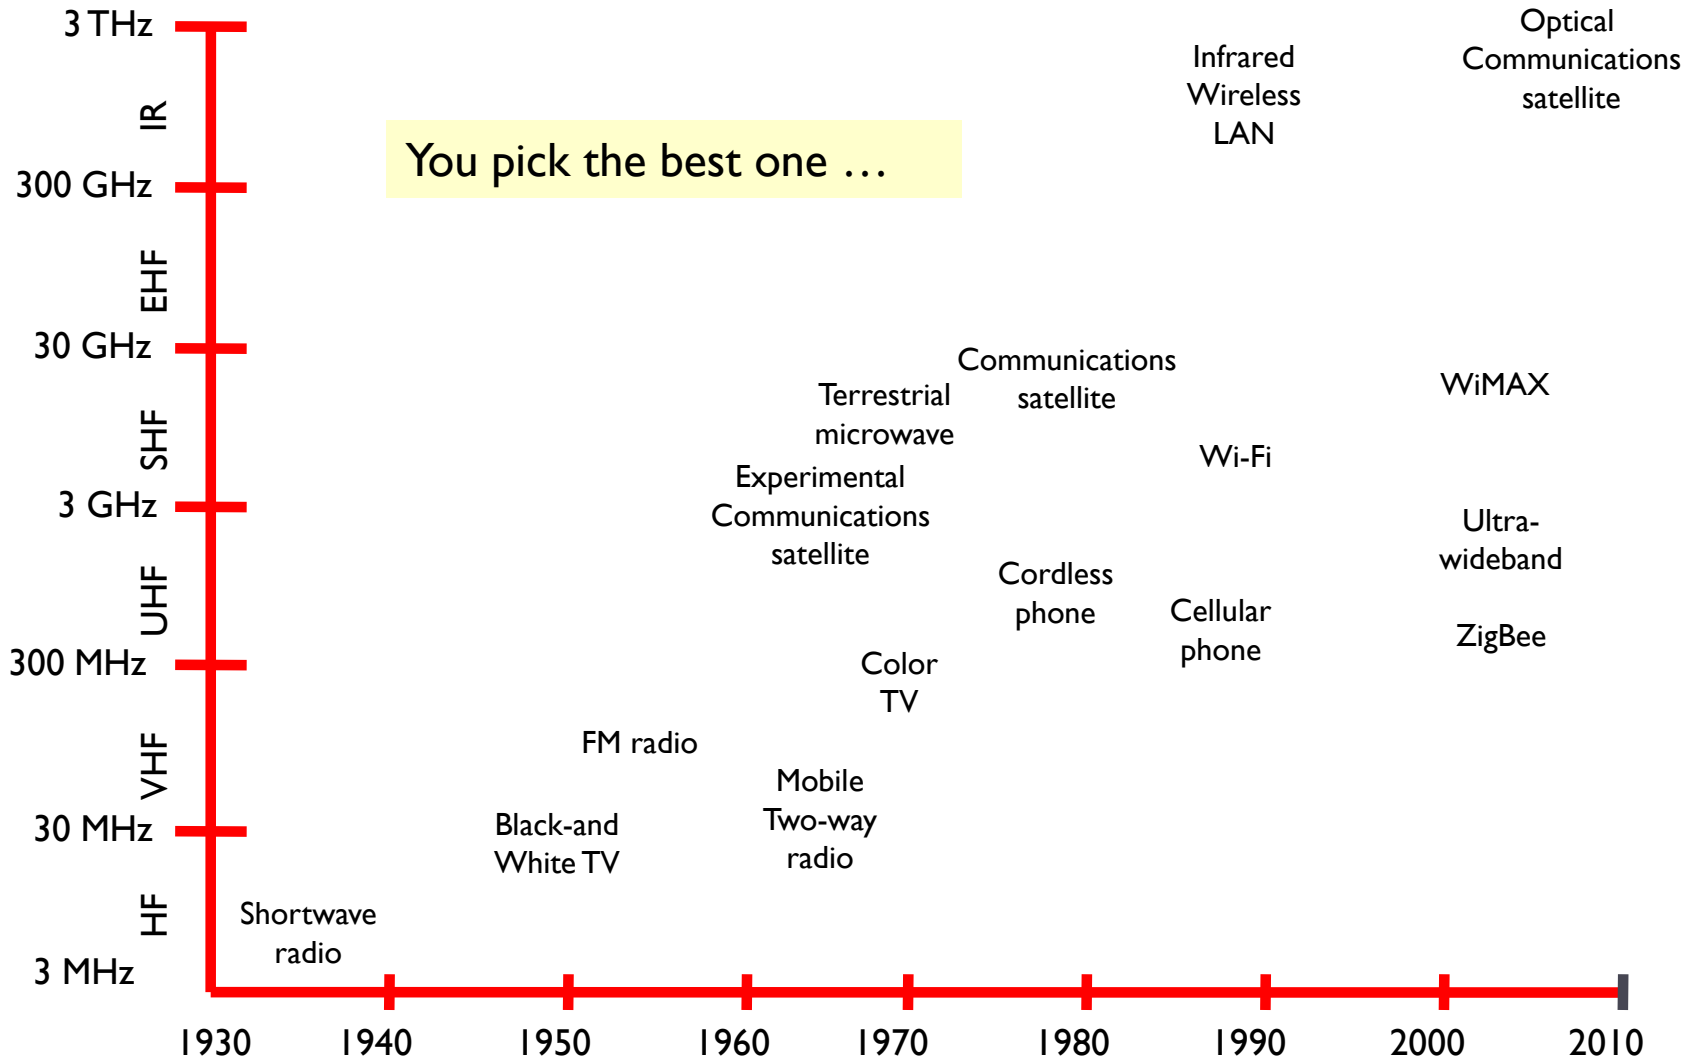 3 THz
IR
300 GHz
EHF
30 GHz
SHF
3 GHz
UHF
300 MHz
VHF
30 MHz
HF
3 MHz
You pick the best one …
Infrared
Wireless
LAN
Optical
Communications
satellite
Communications
satellite
Terrestrial
microwave
WiMAX
Wi-Fi
Experimental
Communications
satellite
Ultra-
wideband
Cordless
phone
Cellular
phone
ZigBee
Color
TV
FM radio
Mobile
Two-way
radio
Black-and
White TV
Shortwave
radio
1930 1940 1950 1960 1970 1980 1990 2000 2010